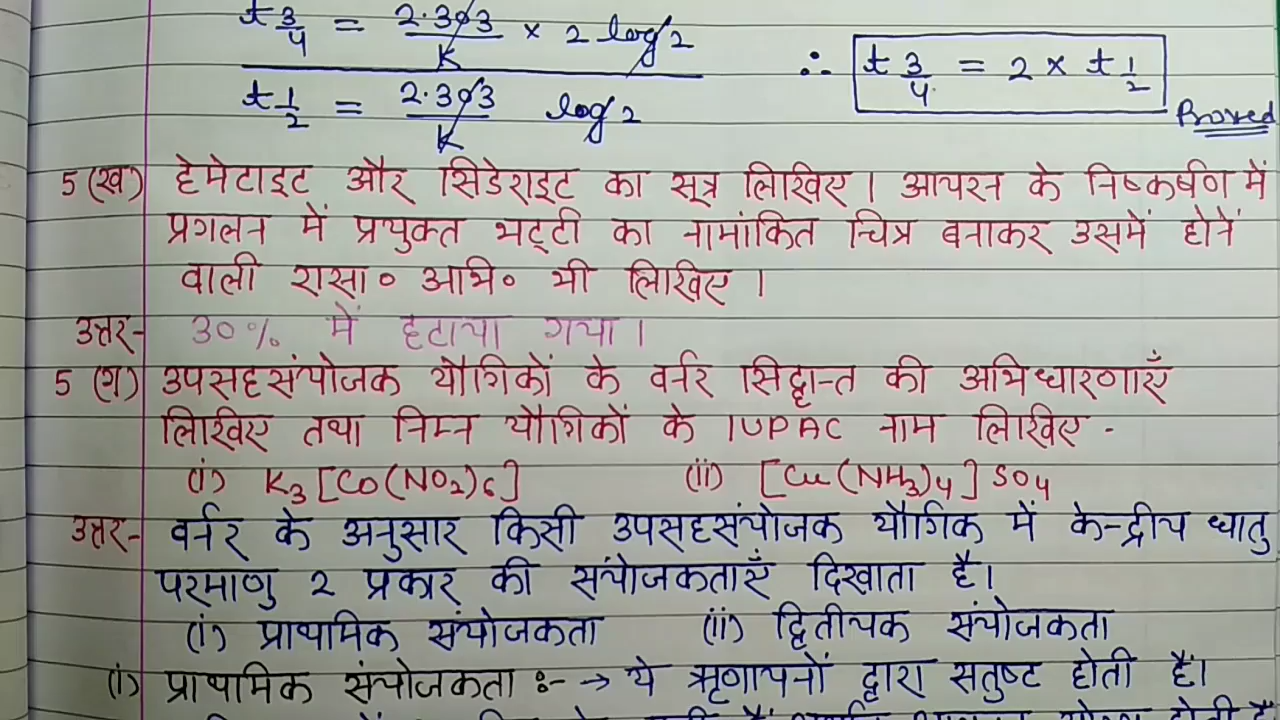 t 3/4 = 2.303/K × 2 log 2
t 1/2 = 2.303/K log 2
∴ t 3/4 = 2 × t 1/2
Proved
5 (ख) हेमेटाइट और सिडेराइट का सूत्र लिखिए। आयरन के निष्कर्षण में
प्रगलन में प्रयुक्त भट्टी का नामांकित चित्र बनाकर उसमें होनें
वाली रासा० अभि० भी लिखिए।
उत्तर- 30% में हटाया गया।
5 (ग) उपसहसंयोजक यौगिकों के वर्नर सिद्धान्त की अभिधारणाएँ
लिखिए तथा निम्न यौगिकों के IUPAC नाम लिखिए -
(i) K3[Co(NO2)6] (ii) [Cu(NH3)4]SO4
उत्तर- वर्नर के अनुसार किसी उपसहसंयोजक यौगिक में केन्द्रीय धातु
परमाणु 2 प्रकार की संयोजकताएँ दिखाता है।
(i) प्राथमिक संयोजकता (ii) द्वितीयक संयोजकता
(i) प्राथमिक संयोजकता :- → ये ऋणायनों द्वारा संतुष्ट होती हैं।